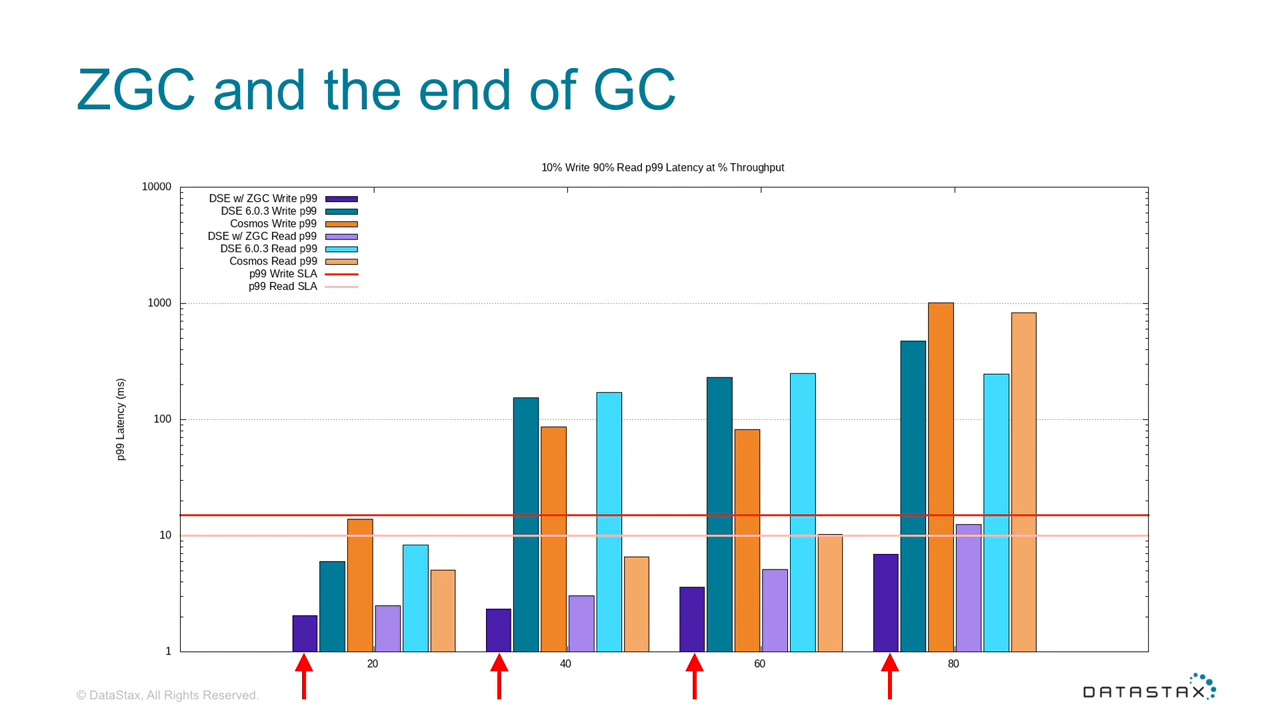 ZGC and the end of GC
10% Write 90% Read p99 Latency at % Throughput
10000
1000
100
10
1
p99 Latency (ms)
DSE w/ ZGC Write p99
DSE 6.0.3 Write p99
Cosmos Write p99
DSE w/ ZGC Read p99
DSE 6.0.3 Read p99
Cosmos Read p99
p99 Write SLA
p99 Read SLA
20
40
60
80
© DataStax, All Rights Reserved.
DATASTAX